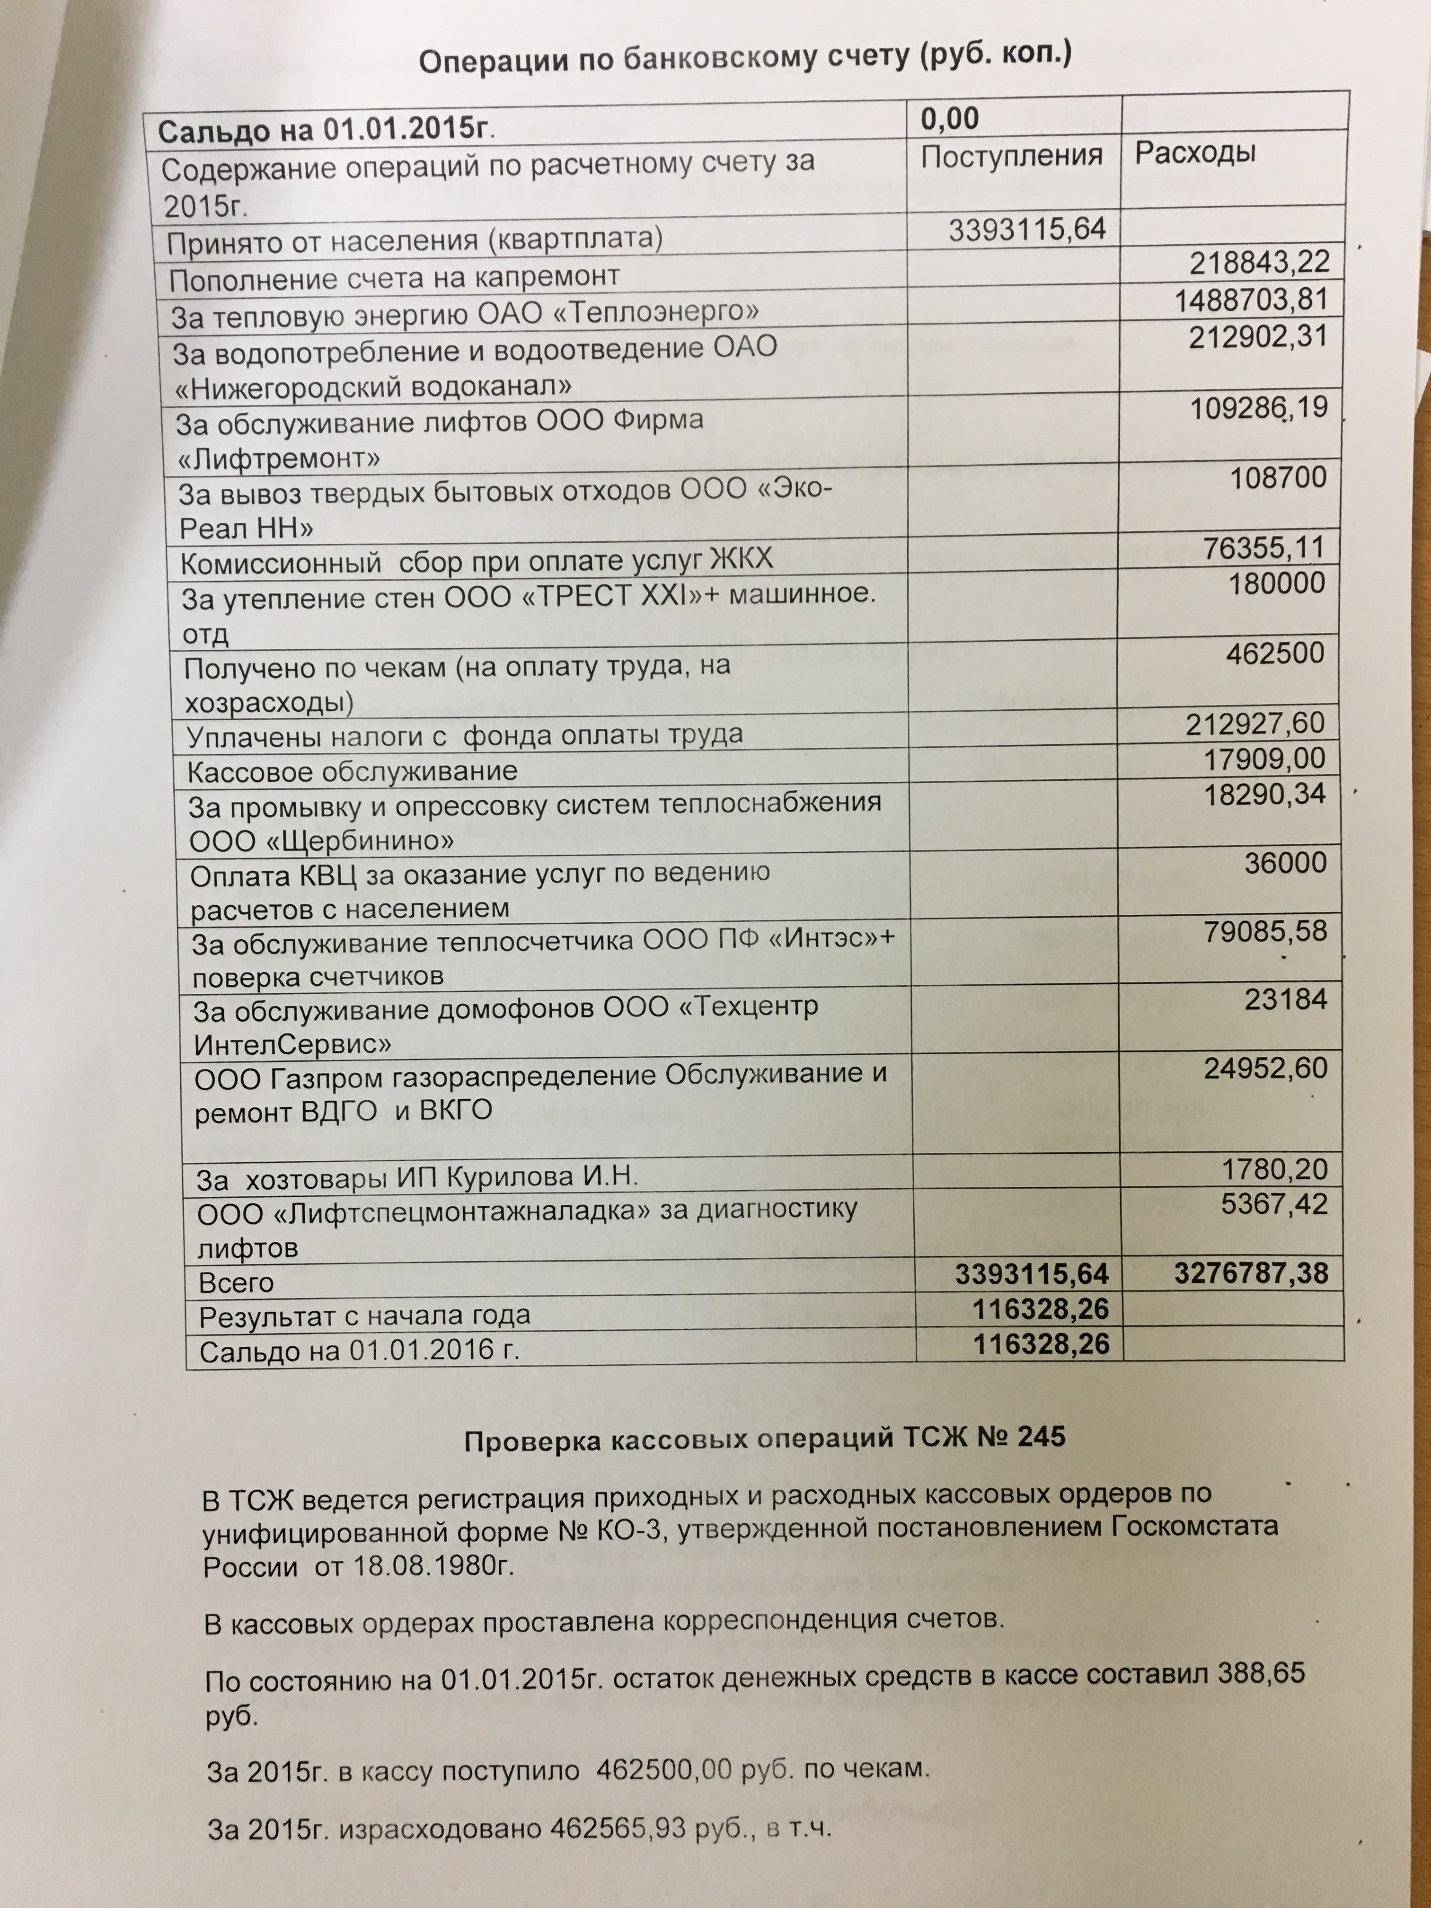 Операции по банковскому счету (руб. коп.)
Сальдо на 01.01.2015г. 0,00
Содержание операций по расчетному счету за Поступления Расходы
2015г.
Принято от населения (квартплата) 3393115,64
Пополнение счета на капремонт 218843,22
За тепловую энергию ОАО «Теплоэнерго» 1488703,81
За водопотребление и водоотведение ОАО 212902,31
«Нижегородский водоканал»
За обслуживание лифтов ООО Фирма 109286,19
«Лифтремонт»
За вывоз твердых бытовых отходов ООО «Эко- 108700
Реал НН»
Комиссионный сбор при оплате услуг ЖКХ 76355,11
За утепление стен ООО «ТРЕСТ XXI»+ машинное. 180000
отд
Получено по чекам (на оплату труда, на 462500
хозрасходы)
Уплачены налоги с фонда оплаты труда 212927,60
Кассовое обслуживание 17909,00
За промывку и опрессовку систем теплоснабжения 18290,34
ООО «Щербинино»
Оплата КВЦ за оказание услуг по ведению 36000
расчетов с населением
За обслуживание теплосчетчика ООО ПФ «Интэс»+ 79085,58
поверка счетчиков
За обслуживание домофонов ООО «Техцентр 23184
ИнтелСервис»
ООО Газпром газораспределение Обслуживание и 24952,60
ремонт ВДГО и ВКГО
За хозтовары ИП Курилова И.Н. 1780,20
ООО «Лифтспецмонтажналадка» за диагностику 5367,42
лифтов
Всего 3393115,64 3276787,38
Результат с начала года 116328,26
Сальдо на 01.01.2016 г. 116328,26
Проверка кассовых операций ТСЖ № 245
В ТСЖ ведется регистрация приходных и расходных кассовых ордеров по
унифицированной форме № КО-3, утвержденной постановлением Госкомстата
России от 18.08.1980г.
В кассовых ордерах проставлена корреспонденция счетов.
По состоянию на 01.01.2015г. остаток денежных средств в кассе составил 388,65
руб.
За 2015г. в кассу поступило 462500,00 руб. по чекам.
За 2015г. израсходовано 462565,93 руб., в т.ч.